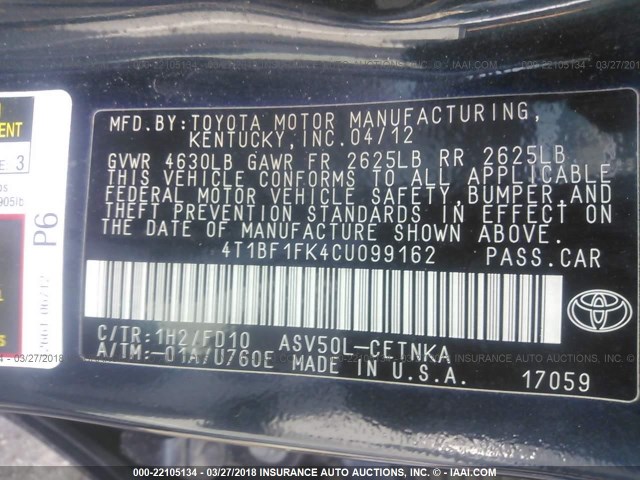 MFD.BY:TOYOTA MOTOR MANUFACTURING,
KENTUCKY,INC.04/12
GVWR 4630LB GAWR FR 2625LB RR 2625LB
THIS VEHICLE CONFORMS TO ALL APPLICABLE
FEDERAL MOTOR VEHICLE SAFETY,BUMPER,AND
THEFT PREVENTION STANDARDS IN EFFECT ON
THE DATE OF MANUFACTURE SHOWN ABOVE.
4T1BF1FK4CU099162 PASS.CAR
C/TR:1H2/FD10 ASV50L-CETNKA
A/TM:-01A/U760E MADE IN U.S.A.
17059
3
905lb
P6
000-22105134 - 03/27/2018 INSURANCE AUTO AUCTIONS, INC. - © - WWW.IAAI.COM